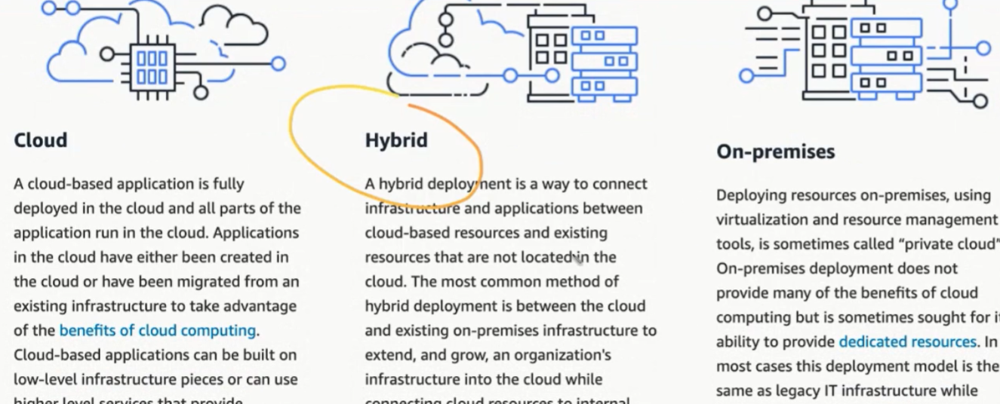 Cloud
A cloud-based application is fully
deployed in the cloud and all parts of the
application run in the cloud. Applications
in the cloud have either been created in
the cloud or have been migrated from an
existing infrastructure to take advantage
of the benefits of cloud computing.
Cloud-based applications can be built on
low-level infrastructure pieces or can use
higher level services that provide
Hybrid
A hybrid deployment is a way to connect
infrastructure and applications between
cloud-based resources and existing
resources that are not located in the
cloud. The most common method of
hybrid deployment is between the cloud
and existing on-premises infrastructure to
extend, and grow, an organization's
infrastructure into the cloud while
connecting cloud resources to internal
On-premises
Deploying resources on-premises, using
virtualization and resource management
tools, is sometimes called “private cloud”
On-premises deployment does not
provide many of the benefits of cloud
computing but is sometimes sought for it
ability to provide dedicated resources. In
most cases this deployment model is the
same as legacy IT infrastructure while